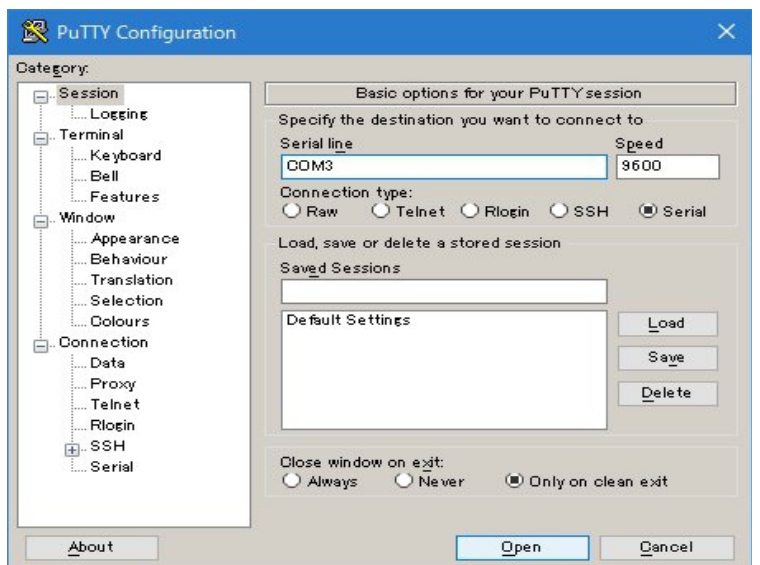 PuTTY Configuration
Category:
Session
Logging
Terminal
Keyboard
Bell
Features
Window
Appearance
Behaviour
Translation
Selection
Colours
Connection
Data
Proxy
Telnet
Rlogin
SSH
Serial
Basic options for your PuTTY session
Specify the destination you want to connect to
Serial line Speed
COM3 9600
Connection type:
Raw Telnet Rlogin SSH Serial
Load, save or delete a stored session
Saved Sessions
Default Settings
Load
Save
Delete
Close window on exit:
Always Never Only on clean exit
About Open Cancel